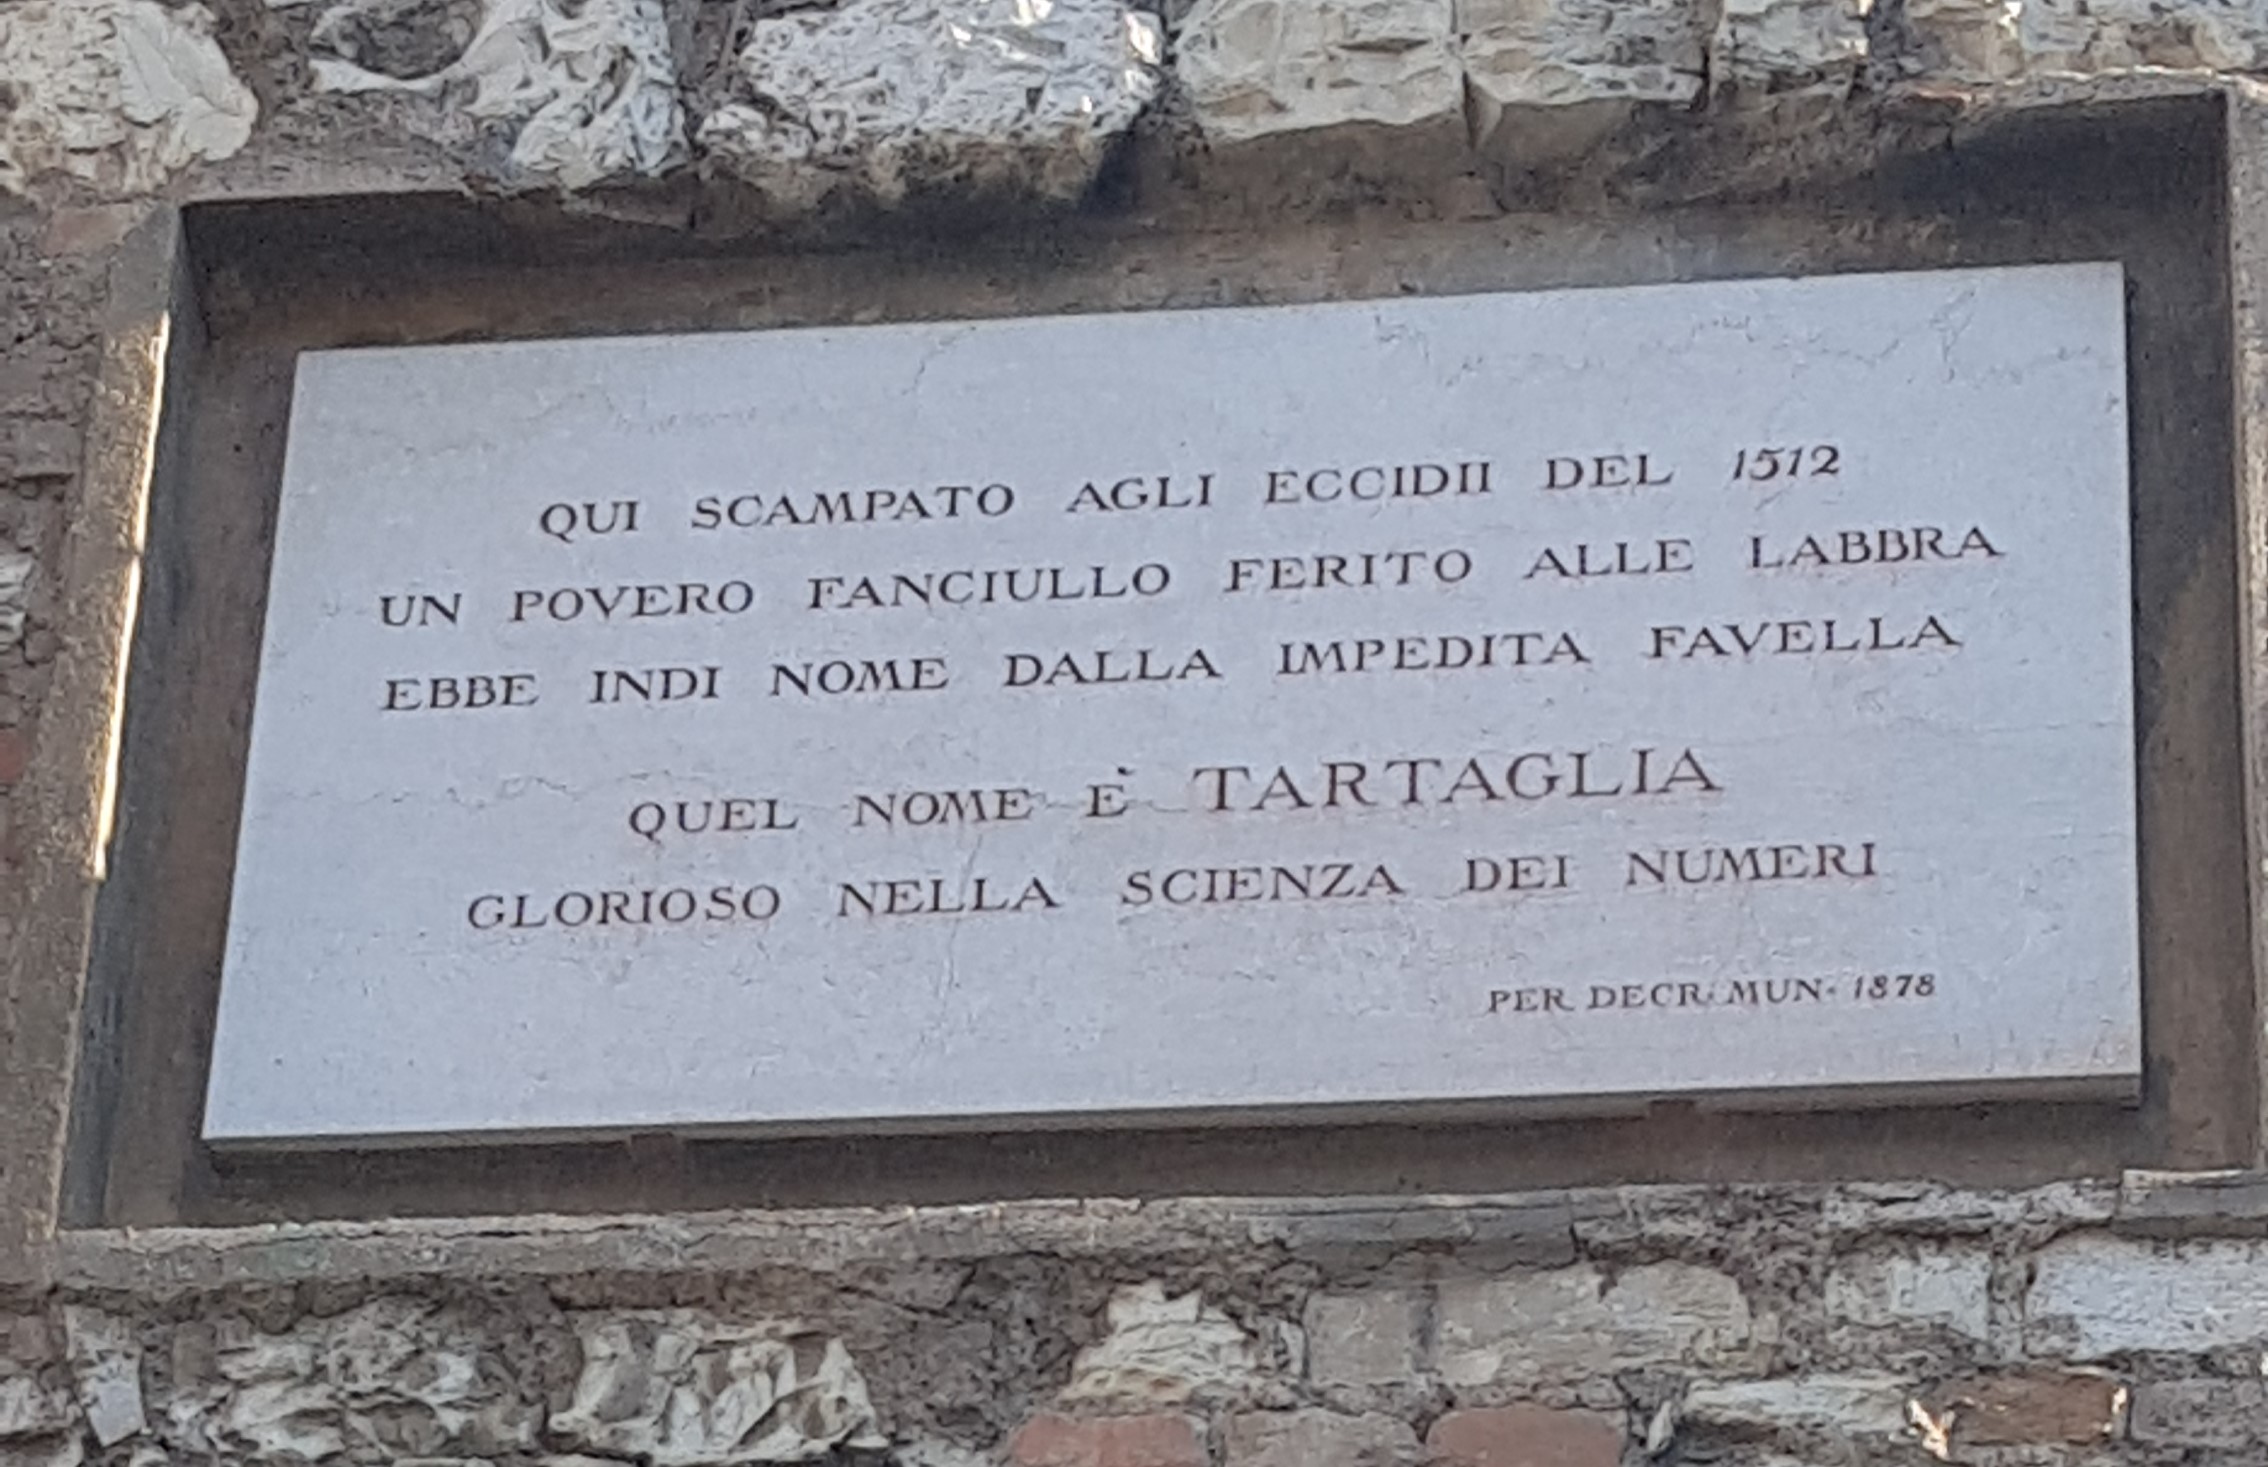 QUI SCAMPATO AGLI ECCIDII DEL 1512
UN POVERO FANCIULLO FERITO ALLE LABBRA
EBBE INDI NOME DALLA IMPEDITA FAVELLA
QUEL NOME È TARTAGLIA
GLORIOSO NELLA SCIENZA DEI NUMERI
PER DECR. MUN. 1878